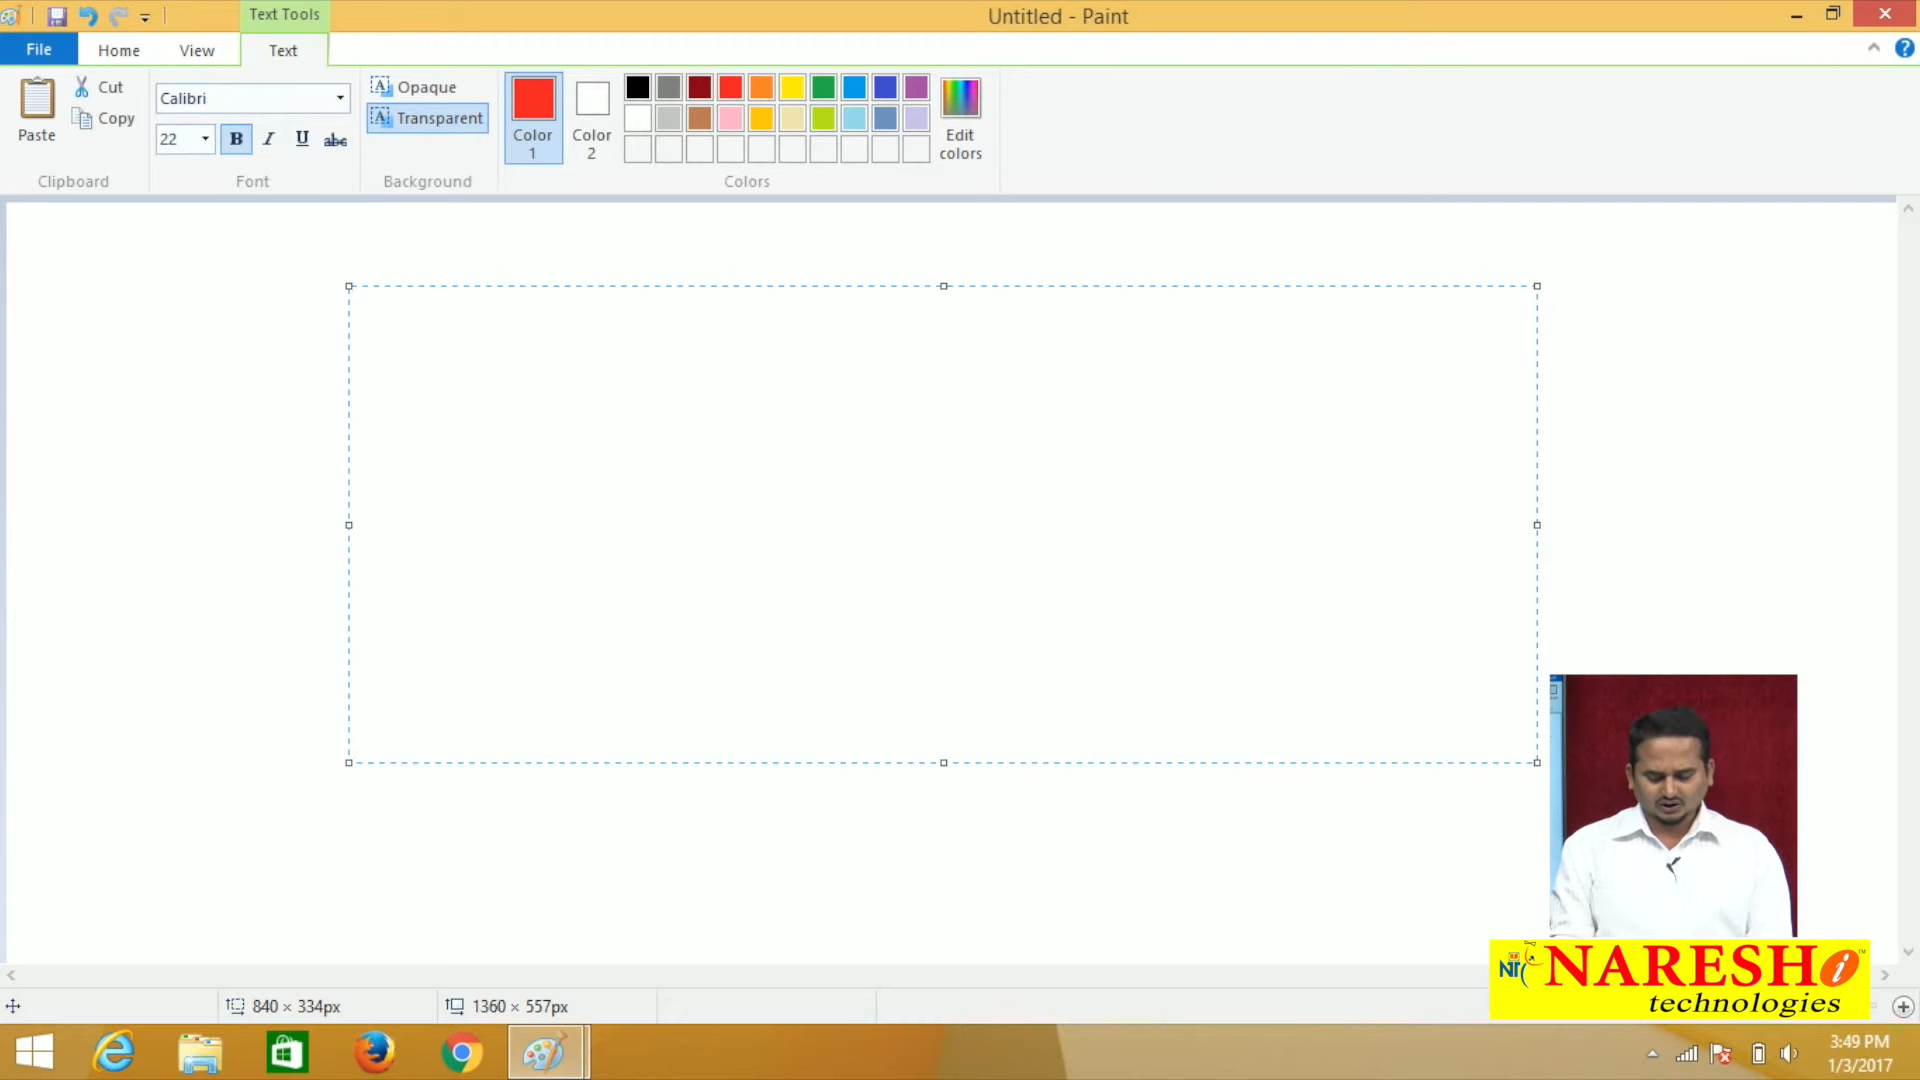 Text Tools
Untitled - Paint
File
Home
View
Text
Paste
Cut
Copy
Clipboard
Calibri
22
B
I
U
abc
Font
A Opaque
A Transparent
Background
Color 1
Color 2
Edit colors
Colors
840 × 334px
1360 × 557px
NARESH i
technologies
3:49 PM
1/3/2017